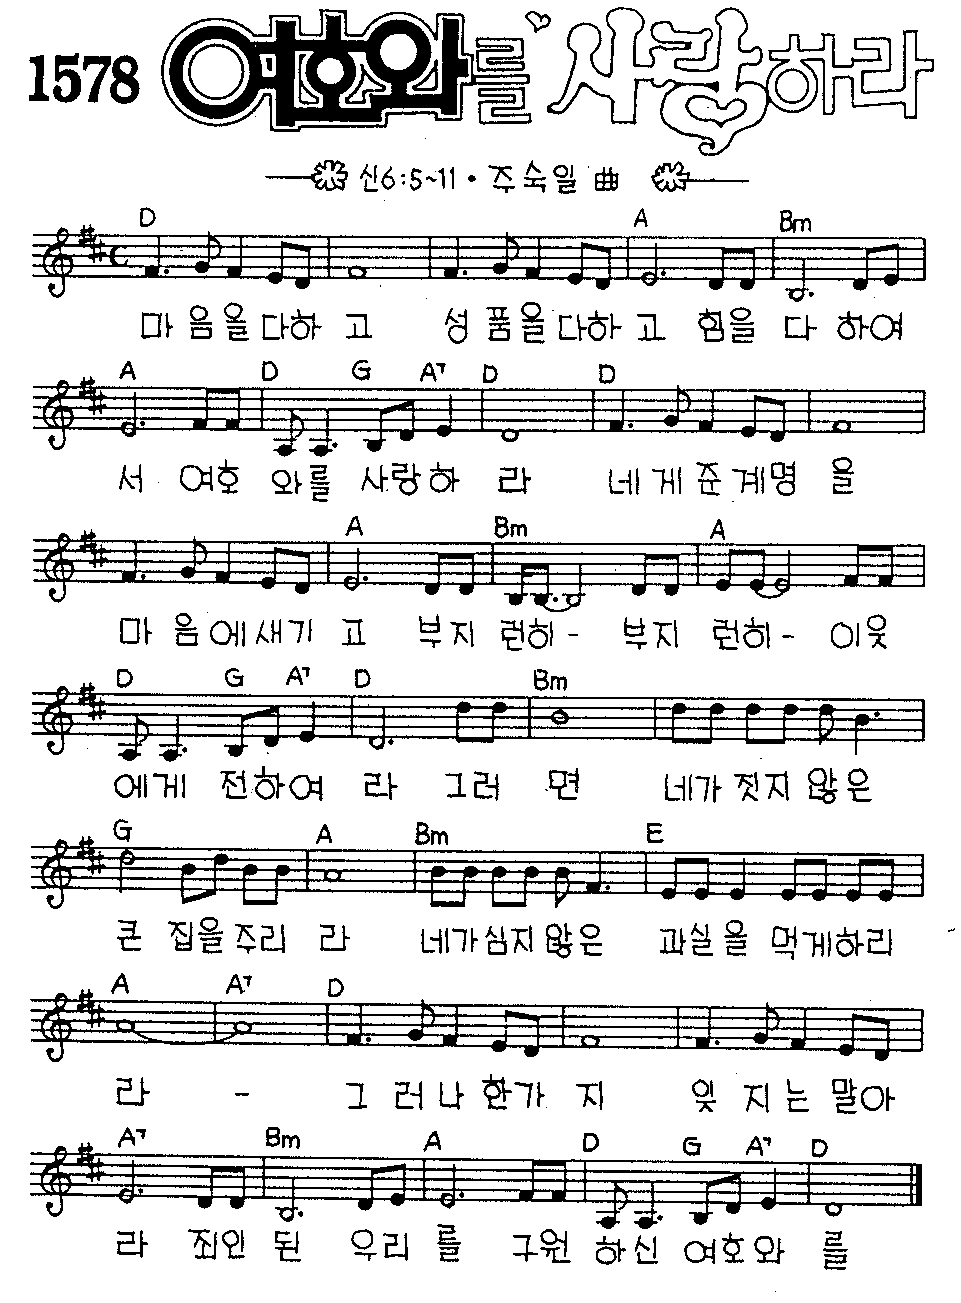 1578 여호와를 사랑하라
신6:5~11 • 주숙일 曲
D A Bm
마 음을 다하 고 성 품을 다하 고 힘을 다 하여
A D G A7 D D
서 여호 와를 사랑하 라 네 게 준 계명 을
A Bm A
마 음에새기 고 부지 런히 - 부지 런히 - 이웃
D G A7 D Bm
에게 전하여 라 그러 면 네가 짓지 않은
G A Bm E
큰 집을 주리 라 네가 심지 않은 과실 을 먹게하리
A A7 D
라 - 그 러나 한가 지 잊 지는 말아
A7 Bm A D G A7 D
라 죄인 된 우리 를 구원 하신 여호와 를